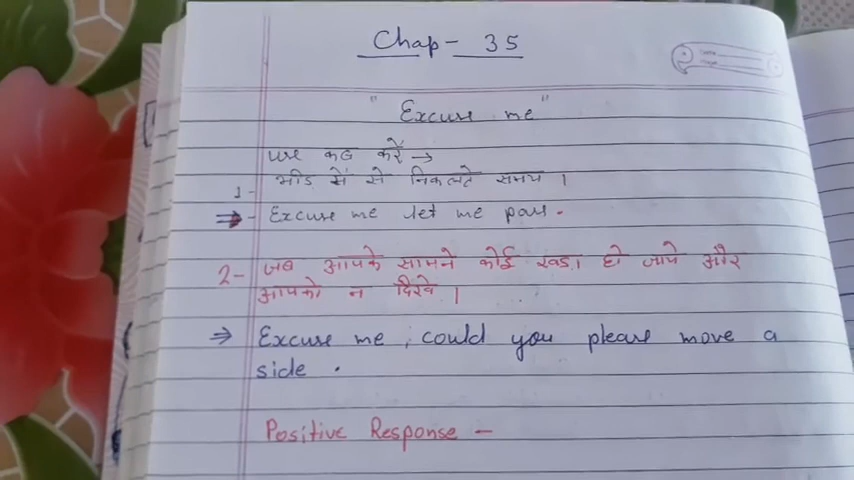 Chap- 35
"Excuse me"
use कब करें →
1- भीड में से निकलते समय ।
⇒- Excuse me let me pass.
2- जब आपके सामने कोई खडा हो जाये और
आपको न दिखे ।
⇒ Excuse me, could you please move a
side .
Positive Response -